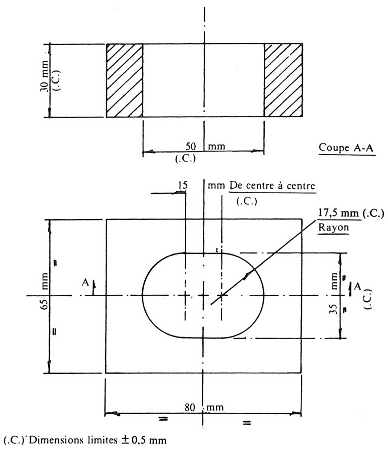 30 mm
(.C.)
50 mm
(.C.)
Coupe A-A
15 mm De centre à centre
(.C.)
17,5 mm (.C.)
Rayon
65 mm
A
A
35 mm
(.C.)
80 mm
(.C.) Dimensions limites ± 0,5 mm